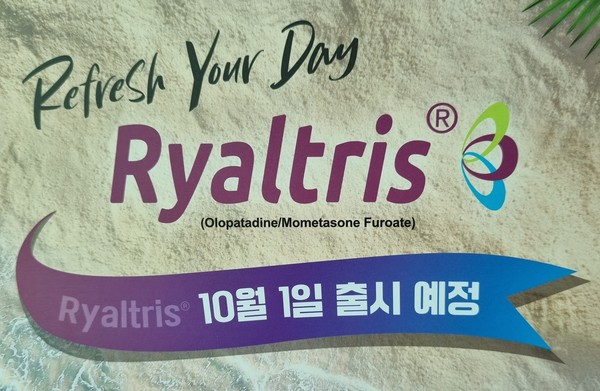 Refresh Your Day
Ryaltris®
(Olopatadine/Mometasone Furoate)
Ryaltris® 10월 1일 출시 예정